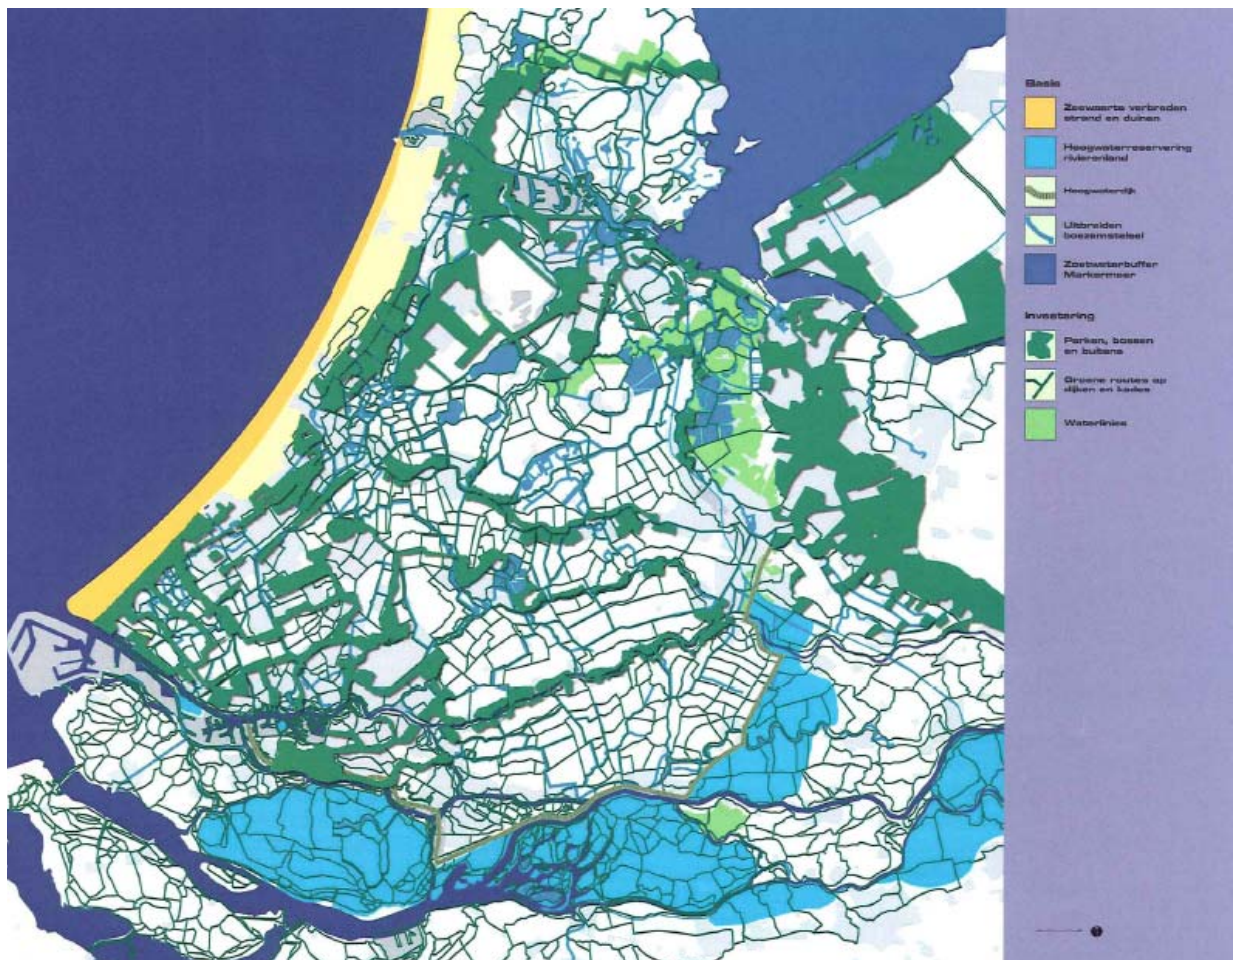 Basis
Zeewaarts verbreden
strand en duinen
Hoogwaterreservering
rivierenland
Hoogwaterdijk
Uitbreiden
boezemstelsel
Zoetwaterbuffer
Markermeer
Investering
Parken, bossen
en buitens
Groene routes op
dijken en kades
Waterlinies